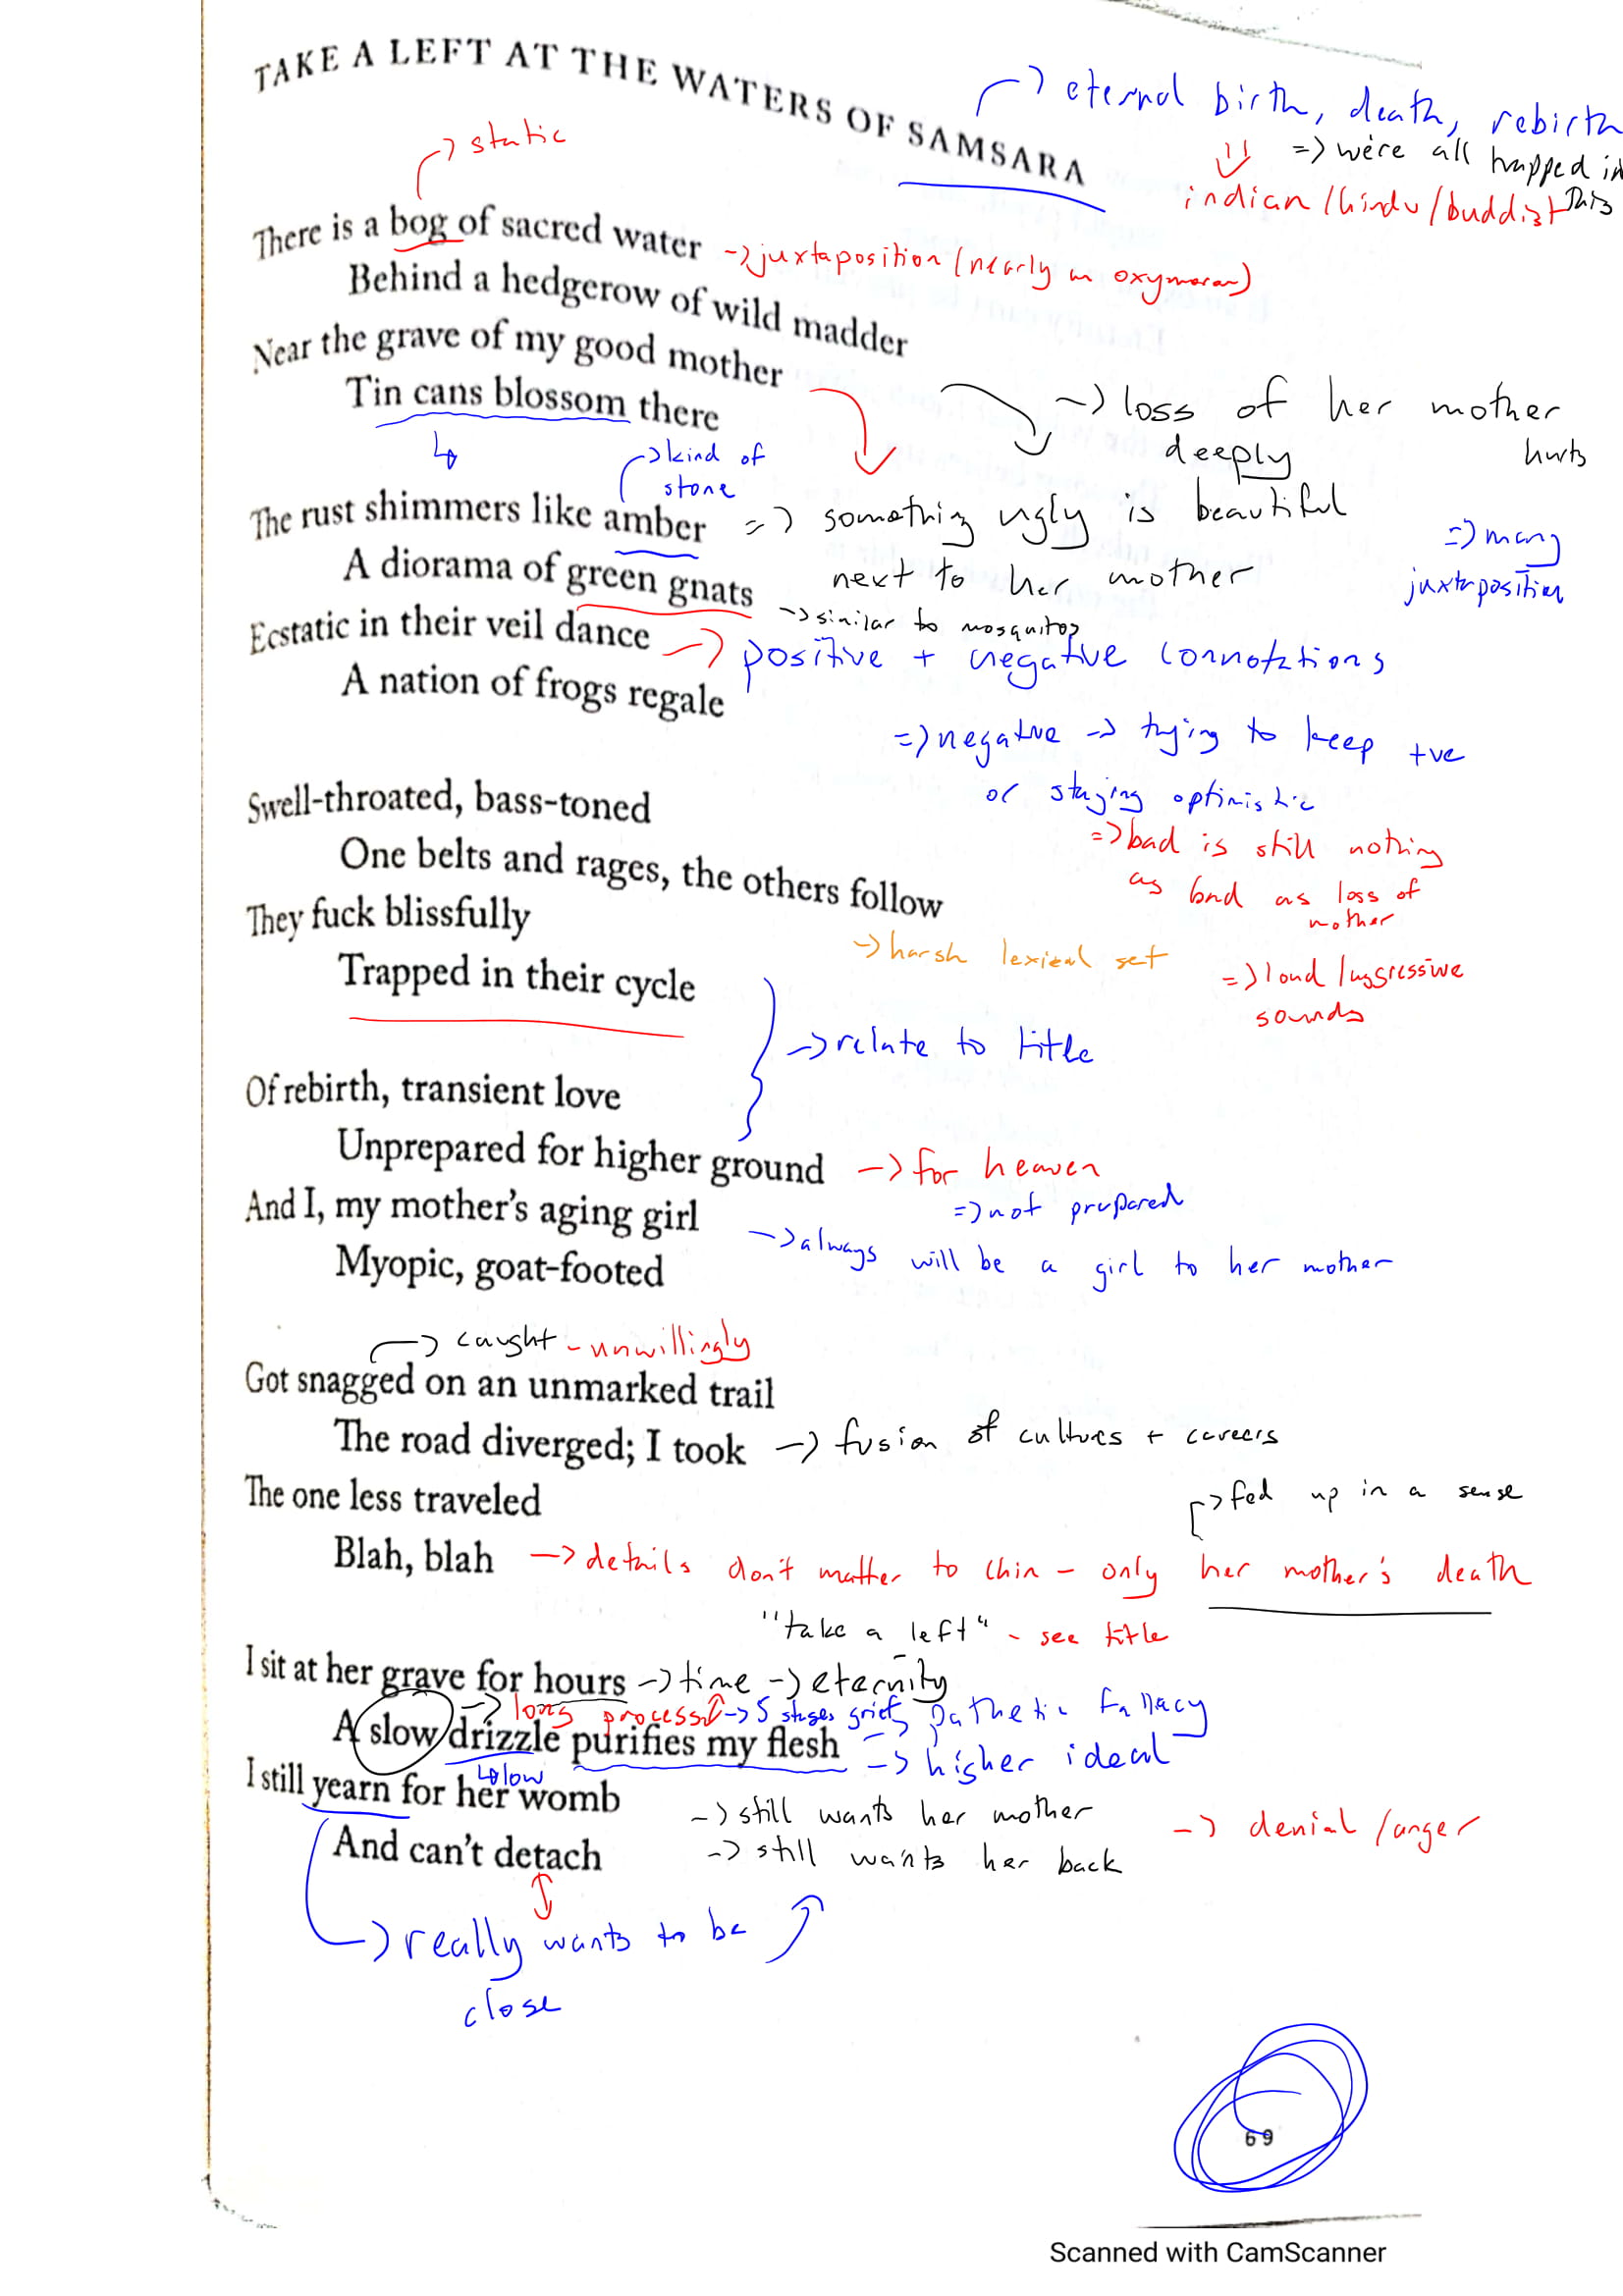 TAKE A LEFT AT THE WATERS OF SAMSARA
-> eternal birth, death, rebirth
=> we're all trapped in this
indian/hindu/buddist
-> static
There is a bog of sacred water -> juxtaposition (nearly an oxymoron)
Behind a hedgerow of wild madder
Near the grave of my good mother
Tin cans blossom there
-> loss of her mother
deeply hurts
-> kind of
stone
The rust shimmers like amber => something ugly is beautiful
next to her mother
=> many
juxtaposition
A diorama of green gnats -> similar to mosquitos
Ecstatic in their veil dance -> positive + negative connotations
A nation of frogs regale
=> negative -> trying to keep +ve
or staying optimistic
Swell-throated, bass-toned
=> bad is still nothing
as bad as loss of
mother
One belts and rages, the others follow
They fuck blissfully
-> harsh lexical set => loud/aggressive
sounds
Trapped in their cycle
-> relate to title
Of rebirth, transient love
Unprepared for higher ground -> for heaven
=> not prepared
And I, my mother's aging girl -> always will be a girl to her mother
Myopic, goat-footed
-> caught - unwillingly
Got snagged on an unmarked trail
The road diverged; I took -> fusion of cultures + careers
The one less traveled
-> fed up in a sense
Blah, blah -> details don't matter to Chin - only her mother's death
"take a left" - see title
I sit at her grave for hours -> time -> eternity
-> long process -> 5 stages grief -> pathetic fallacy
A slow drizzle purifies my flesh -> higher ideal
low
I still yearn for her womb -> still wants her mother
And can't detach -> still wants her back
-> denial/anger
-> really wants to be
close
69
Scanned with CamScanner